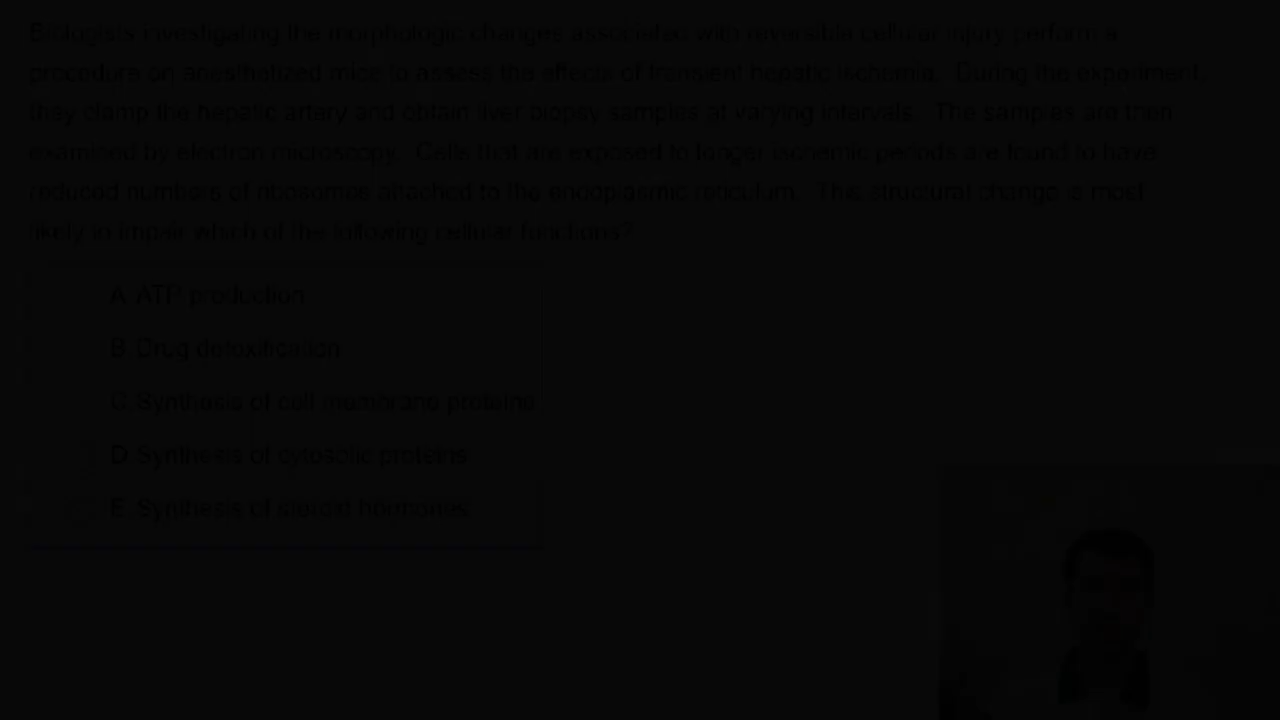 Biologists investigating the morphologic changes associated with reversible cellular injury perform a
procedure on anesthetized mice to assess the effects of transient hepatic ischemia. During the experiment,
they clamp the hepatic artery and obtain liver biopsy samples at varying intervals. The samples are then
examined by electron microscopy. Cells that are exposed to longer ischemic periods are found to have
reduced numbers of ribosomes attached to the endoplasmic reticulum. This structural change is most
likely to impair which of the following cellular functions?
A. ATP production
B. Drug detoxification
C. Synthesis of cell membrane proteins
D. Synthesis of cytosolic proteins
E. Synthesis of steroid hormones